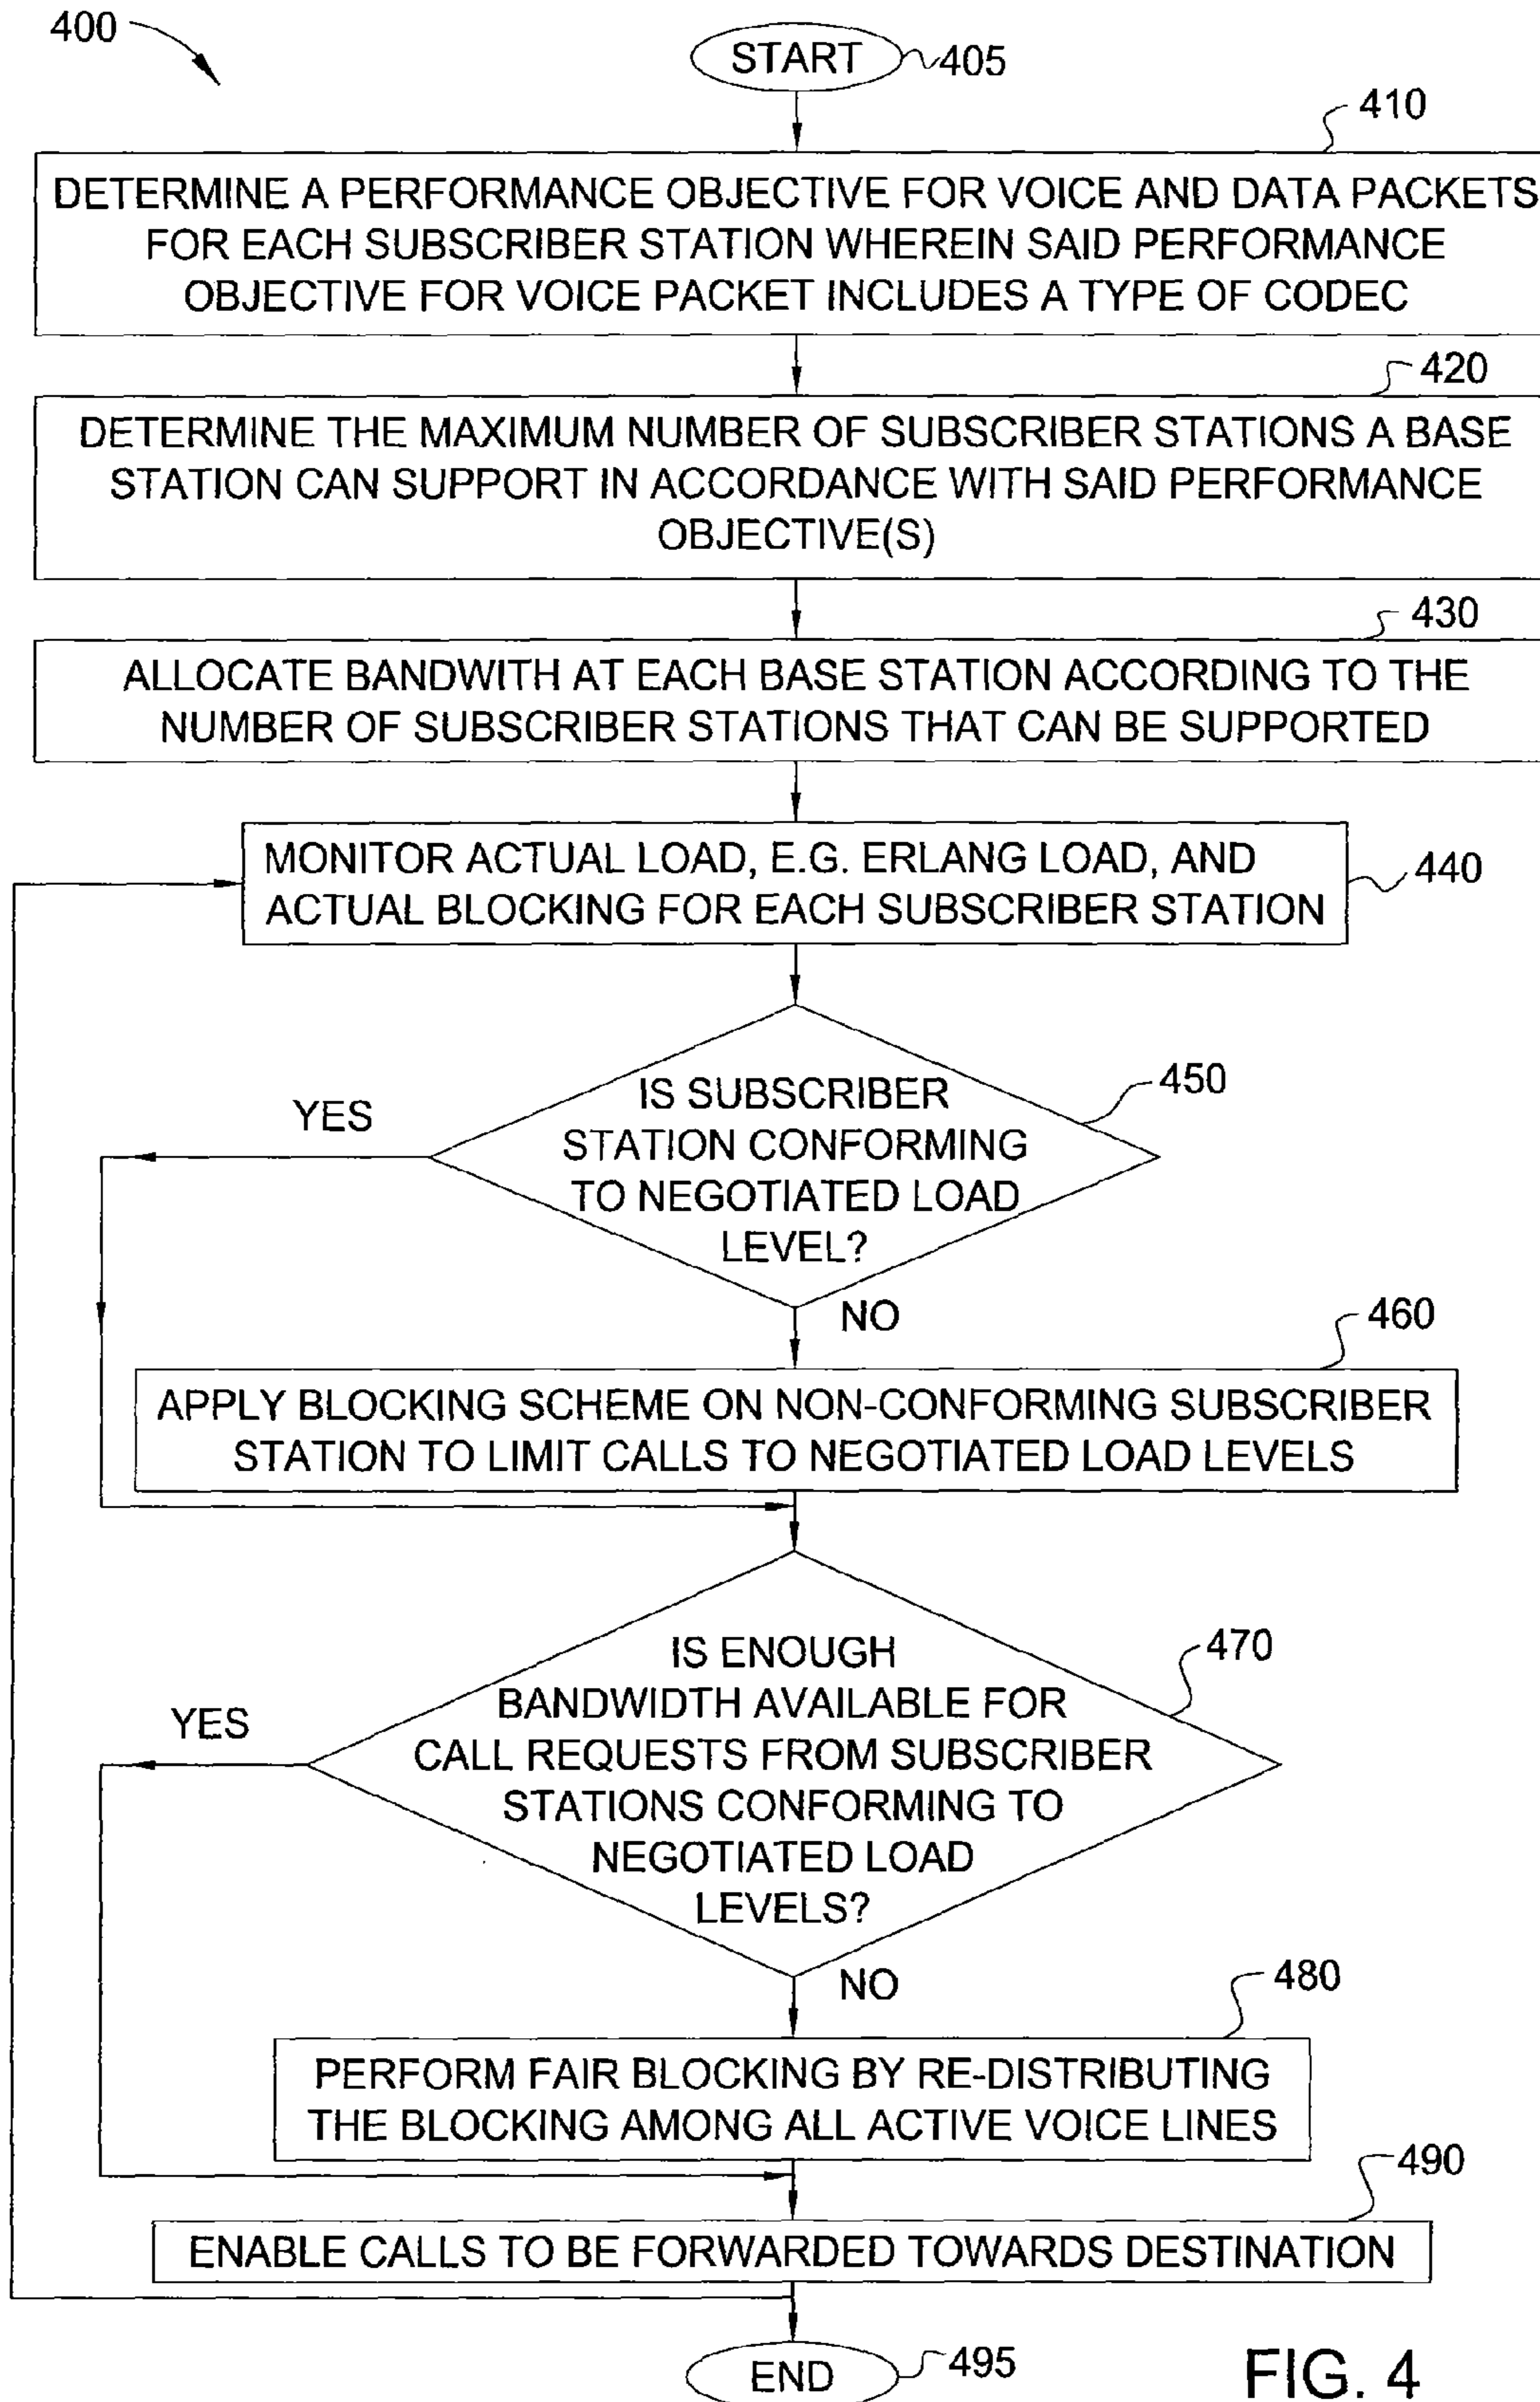 400
START
405
410
DETERMINE A PERFORMANCE OBJECTIVE FOR VOICE AND DATA PACKETS
FOR EACH SUBSCRIBER STATION WHEREIN SAID PERFORMANCE
OBJECTIVE FOR VOICE PACKET INCLUDES A TYPE OF CODEC
420
DETERMINE THE MAXIMUM NUMBER OF SUBSCRIBER STATIONS A BASE
STATION CAN SUPPORT IN ACCORDANCE WITH SAID PERFORMANCE
OBJECTIVE(S)
430
ALLOCATE BANDWITH AT EACH BASE STATION ACCORDING TO THE
NUMBER OF SUBSCRIBER STATIONS THAT CAN BE SUPPORTED
MONITOR ACTUAL LOAD, E.G. ERLANG LOAD, AND
ACTUAL BLOCKING FOR EACH SUBSCRIBER STATION
440
450
IS SUBSCRIBER
STATION CONFORMING
TO NEGOTIATED LOAD
LEVEL?
YES
NO
460
APPLY BLOCKING SCHEME ON NON-CONFORMING SUBSCRIBER
STATION TO LIMIT CALLS TO NEGOTIATED LOAD LEVELS
470
IS ENOUGH
BANDWIDTH AVAILABLE FOR
CALL REQUESTS FROM SUBSCRIBER
STATIONS CONFORMING TO
NEGOTIATED LOAD
LEVELS?
YES
NO
480
PERFORM FAIR BLOCKING BY RE-DISTRIBUTING
THE BLOCKING AMONG ALL ACTIVE VOICE LINES
490
ENABLE CALLS TO BE FORWARDED TOWARDS DESTINATION
END
495
FIG. 4